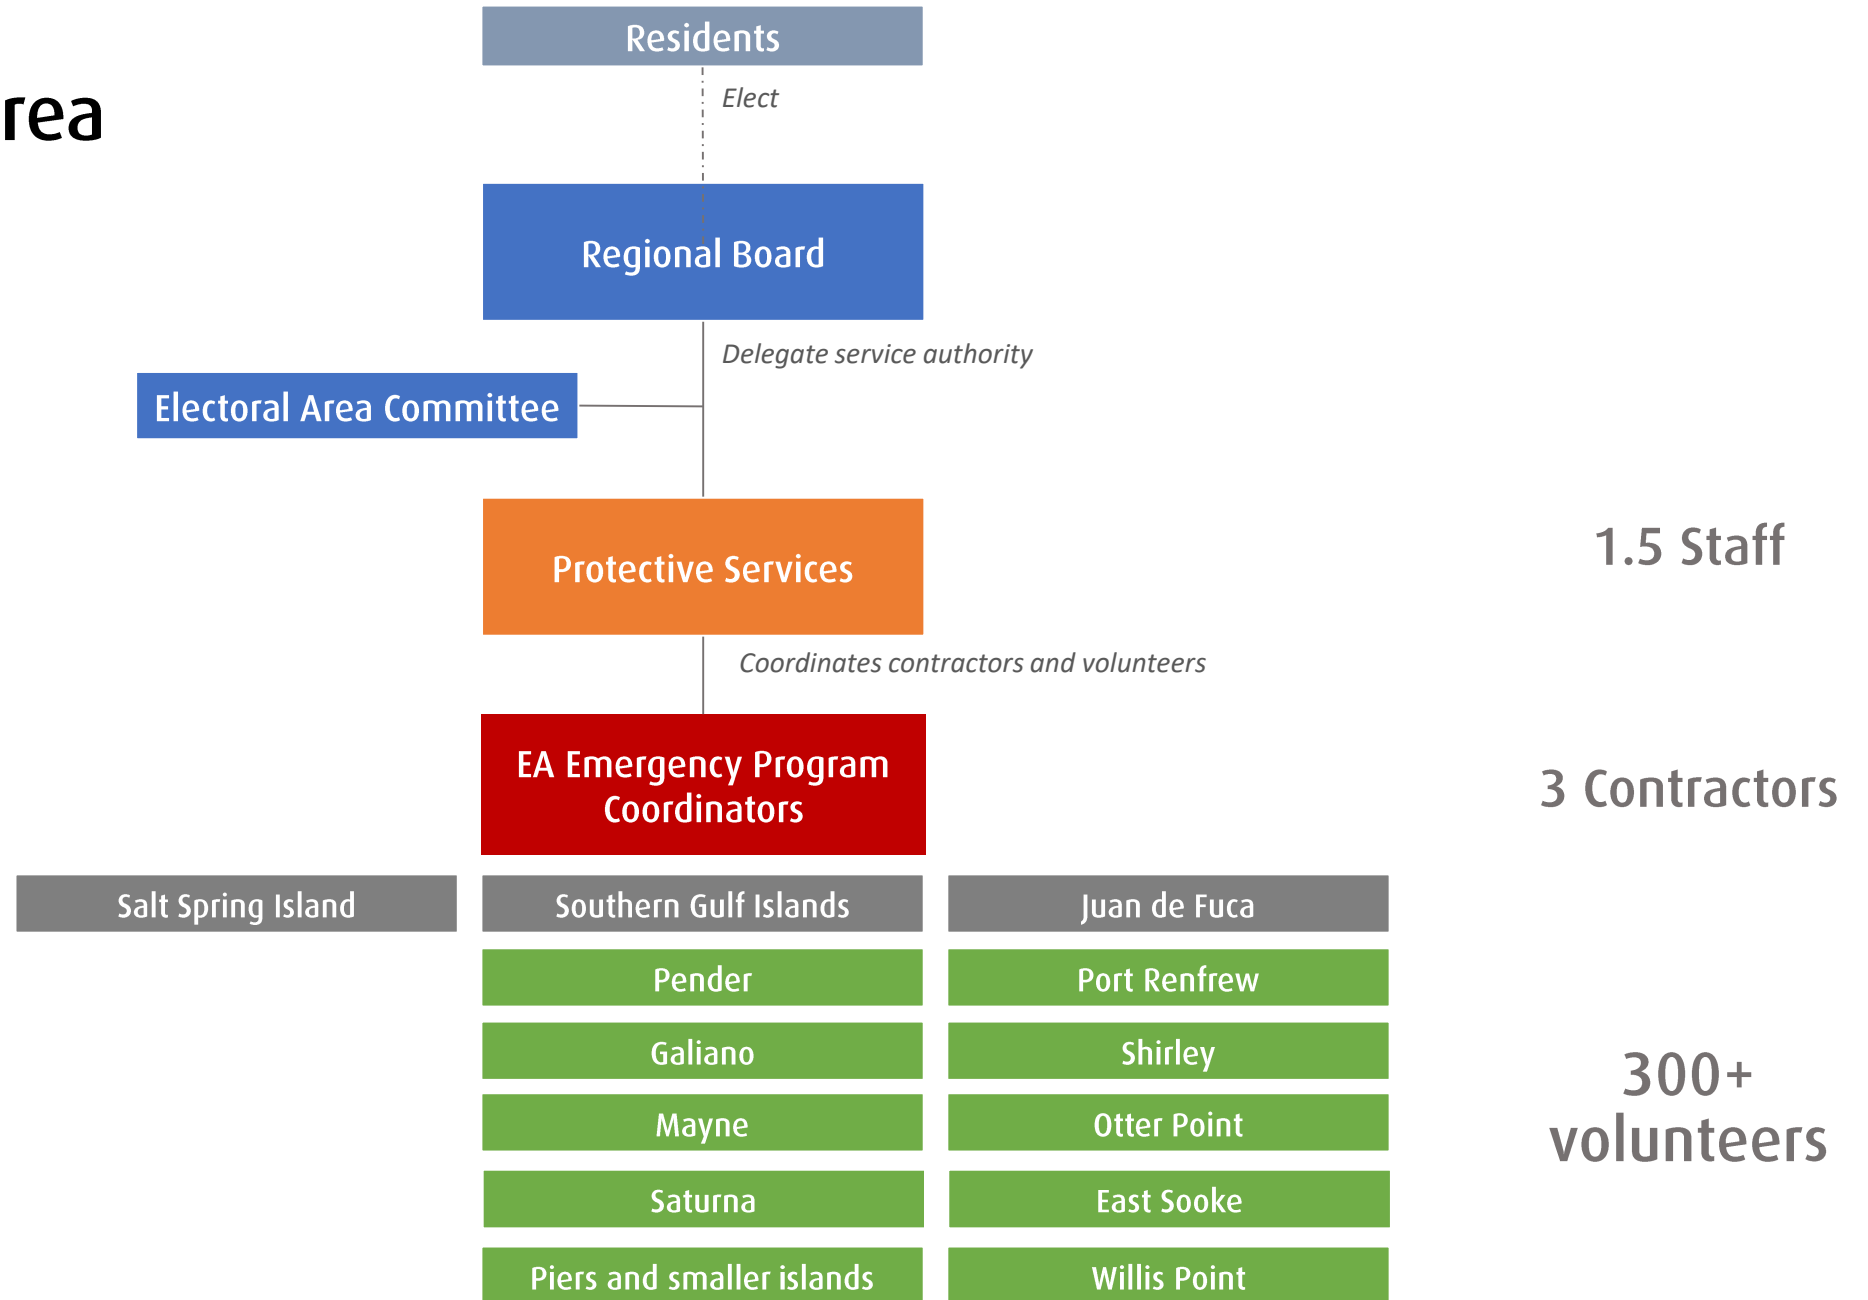 Residents
rea
Elect
Regional Board
Delegate service authority
Electoral Area Committee
Protective Services
1.5 Staff
Coordinates contractors and volunteers
EA Emergency Program
Coordinators
3 Contractors
Salt Spring Island
Southern Gulf Islands
Juan de Fuca
Pender
Port Renfrew
Galiano
Shirley
Mayne
Otter Point
Saturna
East Sooke
Piers and smaller islands
Willis Point
300+
volunteers